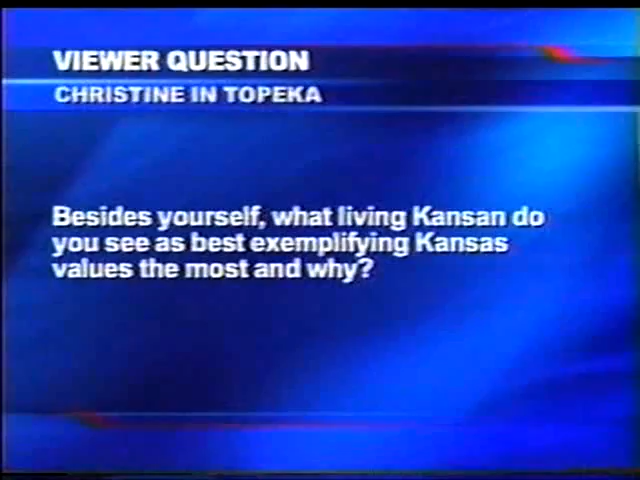 VIEWER QUESTION
CHRISTINE IN TOPEKA
Besides yourself, what living Kansan do
you see as best exemplifying Kansas
values the most and why?